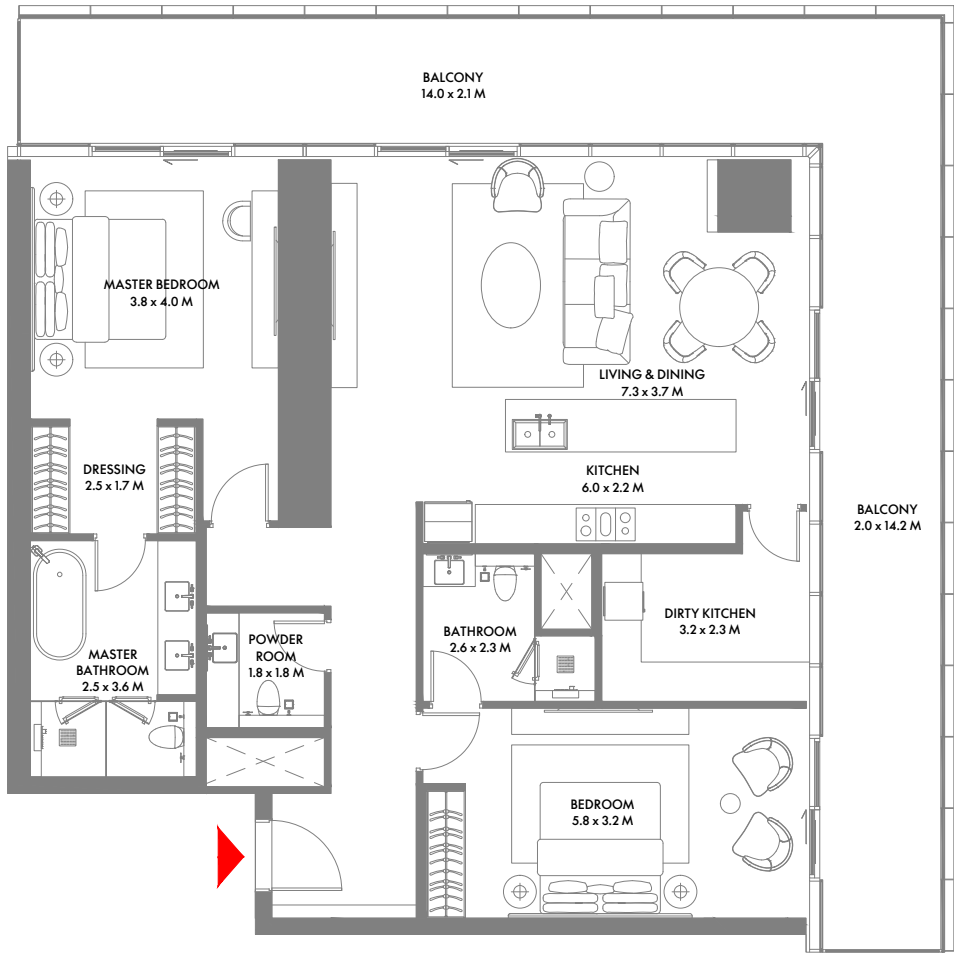 BALCONY
14.0 x 2.1 M
MASTER BEDROOM
3.8 x 4.0 M
LIVING & DINING
7.3 x 3.7 M
DRESSING
2.5 x 1.7 M
KITCHEN
6.0 x 2.2 M
BALCONY
2.0 x 14.2 M
MASTER
BATHROOM
2.5 x 3.6 M
POWDER
ROOM
1.8 x 1.8 M
BATHROOM
2.6 x 2.3 M
DIRTY KITCHEN
3.2 x 2.3 M
BEDROOM
5.8 x 3.2 M